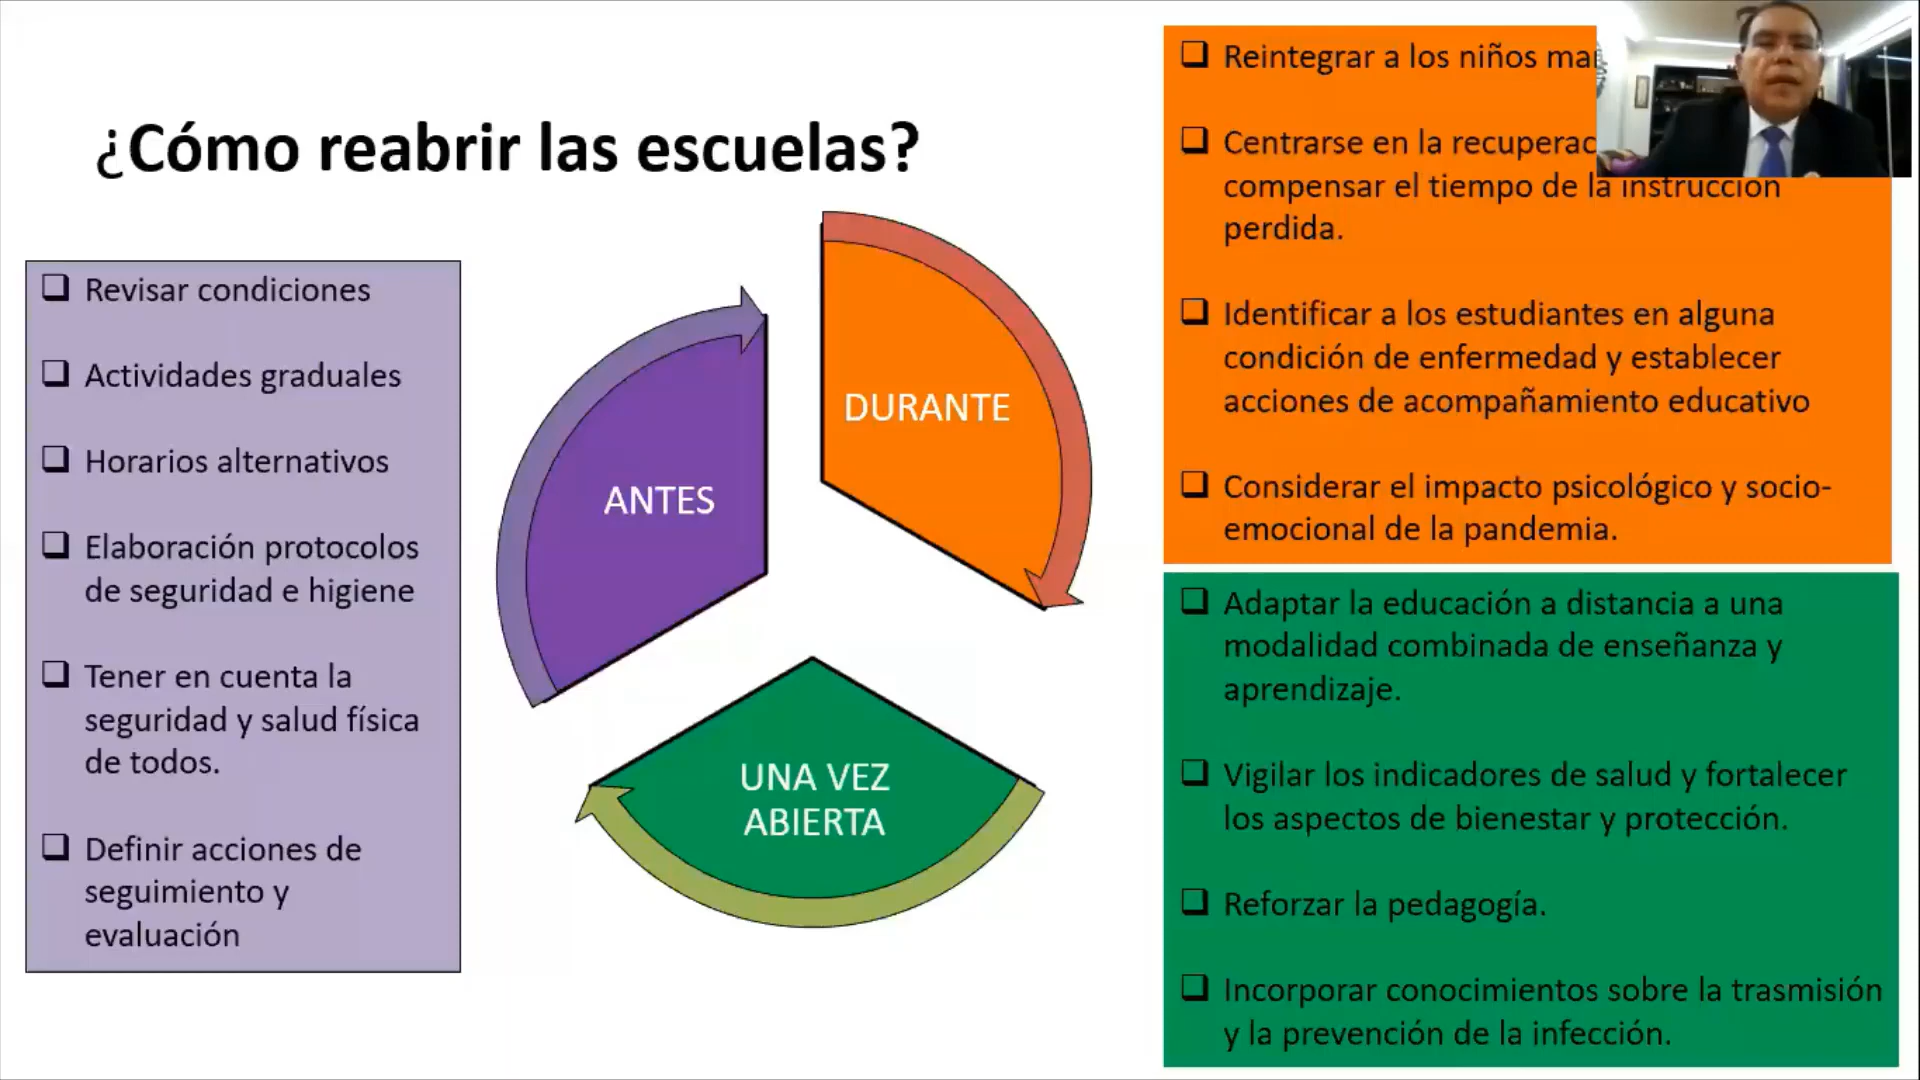 ¿Cómo reabrir las escuelas?
❑ Revisar condiciones
❑ Actividades graduales
❑ Horarios alternativos
❑ Elaboración protocolos
de seguridad e higiene
❑ Tener en cuenta la
seguridad y salud física
de todos.
❑ Definir acciones de
seguimiento y
evaluación
ANTES
DURANTE
UNA VEZ
ABIERTA
❑ Reintegrar a los niños
❑ Centrarse en la
compensar el tiempo de la instrucción
perdida.
❑ Identificar a los estudiantes en alguna
condición de enfermedad y establecer
acciones de acompañamiento educativo
❑ Considerar el impacto psicológico y socio-
emocional de la pandemia.
❑ Adaptar la educación a distancia a una
modalidad combinada de enseñanza y
aprendizaje.
❑ Vigilar los indicadores de salud y fortalecer
los aspectos de bienestar y protección.
❑ Reforzar la pedagogía.
❑ Incorporar conocimientos sobre la trasmisión
y la prevención de la infección.